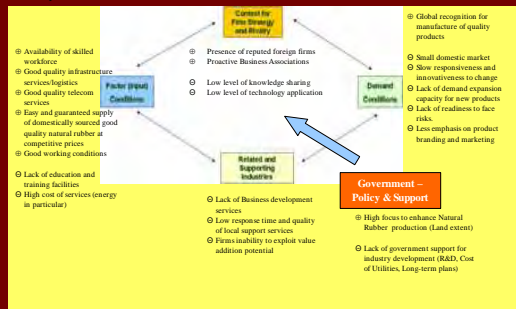 Context for
Firm Strategy
and Rivalry
⊕ Availability of skilled
workforce
⊕ Good quality infrastructure
services/logistics
⊕ Good quality telecom
services
⊕ Easy and guaranteed supply
of domestically sourced good
quality natural rubber at
competitive prices
⊕ Good working conditions
⊖ Lack of education and
training facilities
⊖ High cost of services (energy
in particular)
Factor (Input)
Conditions
⊕ Presence of reputed foreign firms
⊕ Proactive Business Associations
⊖ Low level of knowledge sharing
⊖ Low level of technology application
Demand
Conditions
⊕ Global recognition for
manufacture of quality
products
⊖ Small domestic market
⊖ Slow responsiveness and
innovativeness to change
⊖ Lack of demand expansion
capacity for new products
⊖ Lack of readiness to face
risks.
⊖ Less emphasis on product
branding and marketing
Related and
Supporting
Industries
⊖ Lack of Business development
services
⊖ Low response time and quality
of local support services
⊖ Firms inability to exploit value
addition potential
Government –
Policy & Support
⊕ High focus to enhance Natural
Rubber production (Land extent)
⊖ Lack of government support for
industry development (R&D, Cost
of Utilities, Long-term plans)